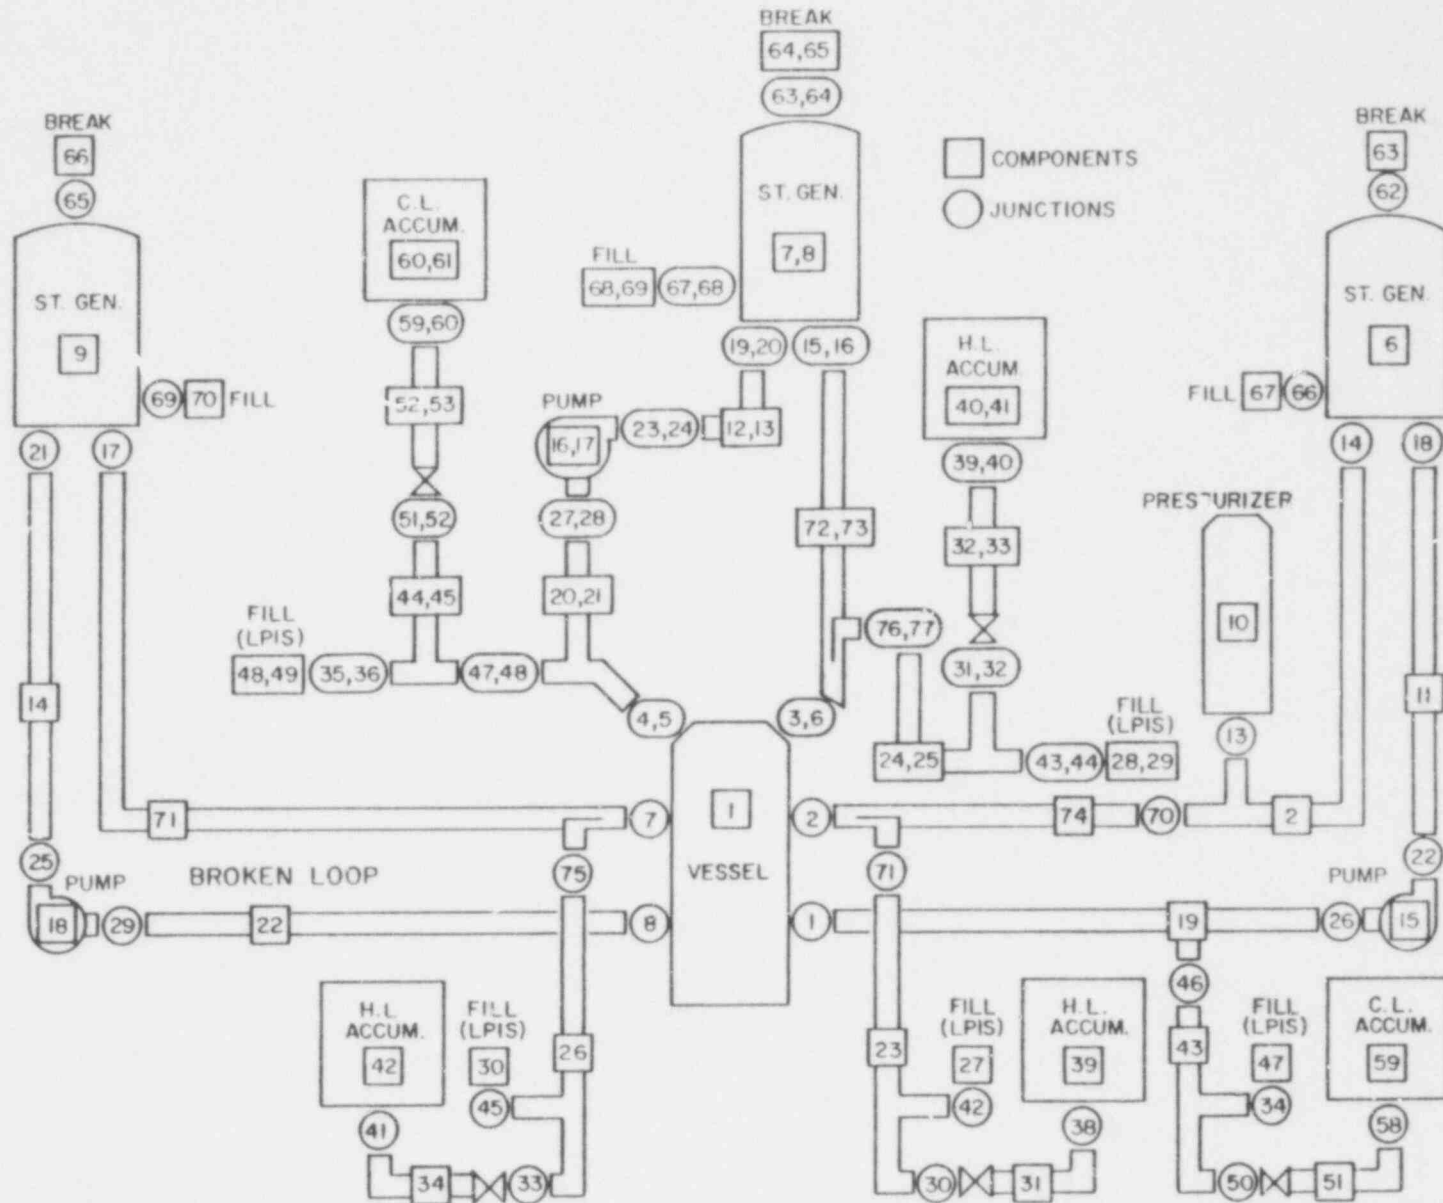 BREAK
64,65
63,64
BREAK
66
65
BREAK
63
62
COMPONENTS
JUNCTIONS
C.L.
ACCUM.
60,61
ST. GEN.
7,8
FILL
68,69
67,68
ST. GEN.
9
ST. GEN.
6
59,60
19,20
15,16
H.L.
ACCUM.
40,41
69
70
FILL
FILL
67
66
52,53
PUMP
16,17
23,24
12,13
21
17
39,40
14
18
51,52
27,28
72,73
32,33
PRESSURIZER
10
44,45
20,21
76,77
31,32
FILL
(LPIS)
48,49
35,36
47,48
4,5
3,6
FILL
(LPIS)
24,25
43,44
28,29
14
11
13
1
VESSEL
71
7
2
74
70
2
25
PUMP
BROKEN LOOP
75
71
22
PUMP
18
29
22
8
1
19
26
15
46
H.L
ACCUM.
42
FILL
(LPIS)
30
26
23
FILL
(LPIS)
27
H.L.
ACCUM.
39
43
FILL
(LPIS)
47
C.L.
ACCUM.
59
45
42
34
41
38
58
34
33
30
31
50
51